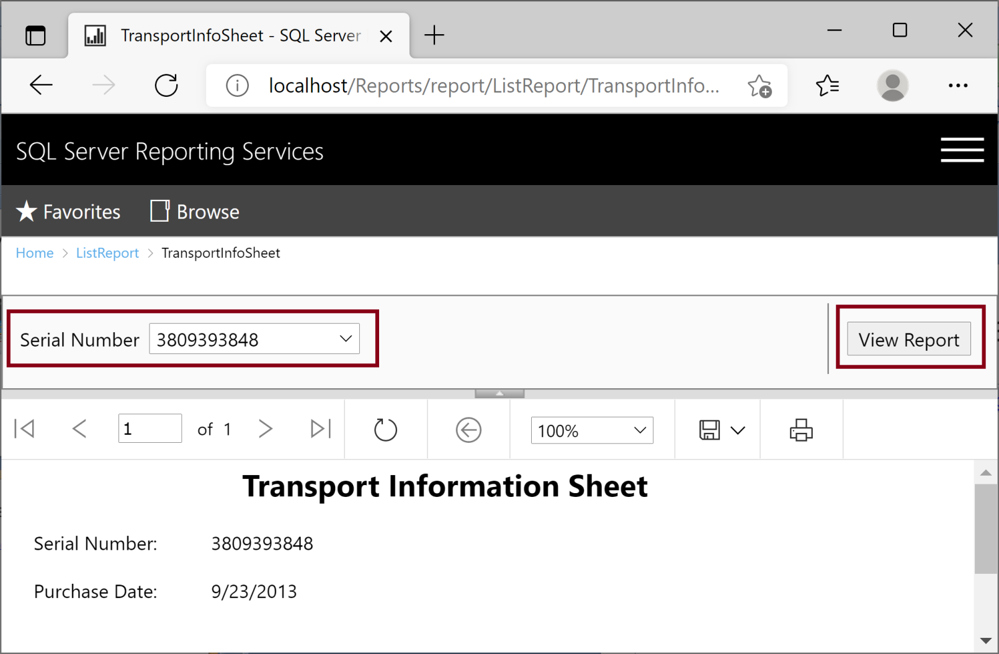 TransportInfoSheet - SQL Server
localhost/Reports/report/ListReport/TransportInfo...
SQL Server Reporting Services
Favorites Browse
Home > ListReport > TransportInfoSheet
Serial Number 3809393848 View Report
1 of 1 100%
Transport Information Sheet
Serial Number: 3809393848
Purchase Date: 9/23/2013